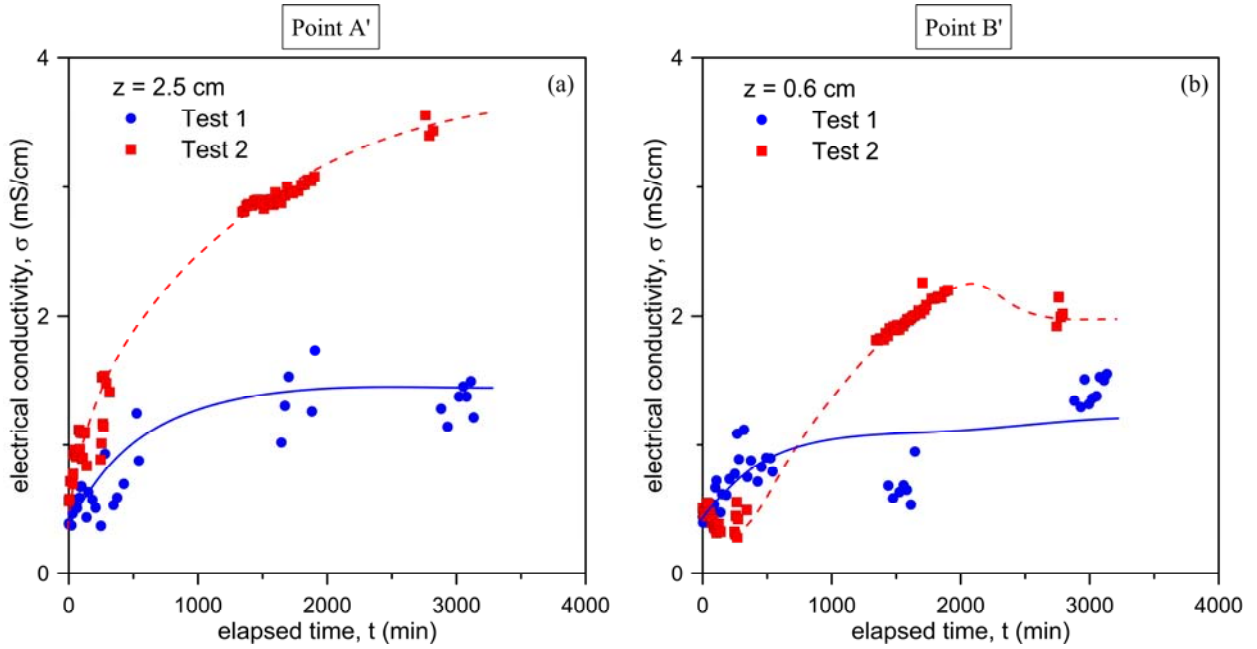 Point A'
4
(a)
z = 2.5 cm
Test 1
Test 2
2
0
electrical conductivity, σ (mS/cm)
0 1000 2000 3000 4000
elapsed time, t (min)
Point B'
4
(b)
z = 0.6 cm
Test 1
Test 2
2
0
electrical conductivity, σ (mS/cm)
0 1000 2000 3000 4000
elapsed time, t (min)